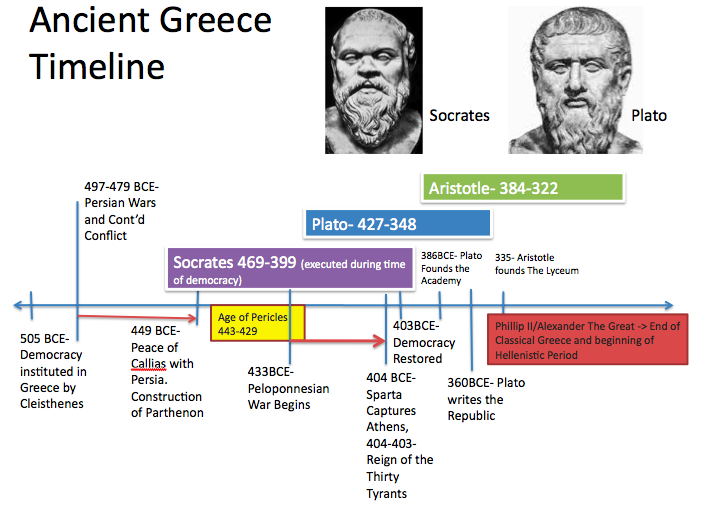 Ancient Greece
Timeline
Socrates
Plato
Aristotle- 384-322
497-479 BCE-
Persian Wars
and Cont’d
Conflict
Plato- 427-348
Socrates 469-399 (executed during time
of democracy)
386BCE- Plato
Founds the
Academy
335- Aristotle
founds The Lyceum
505 BCE-
Democracy
instituted in
Greece by
Cleisthenes
449 BCE-
Peace of
Callias with
Persia.
Construction
of Parthenon
Age of Pericles
443-429
433BCE-
Peloponnesian
War Begins
403BCE-
Democracy
Restored
404 BCE-
Sparta
Captures
Athens,
404-403-
Reign of the
Thirty
Tyrants
360BCE- Plato
writes the
Republic
Phillip II/Alexander The Great -> End of
Classical Greece and beginning of
Hellenistic Period